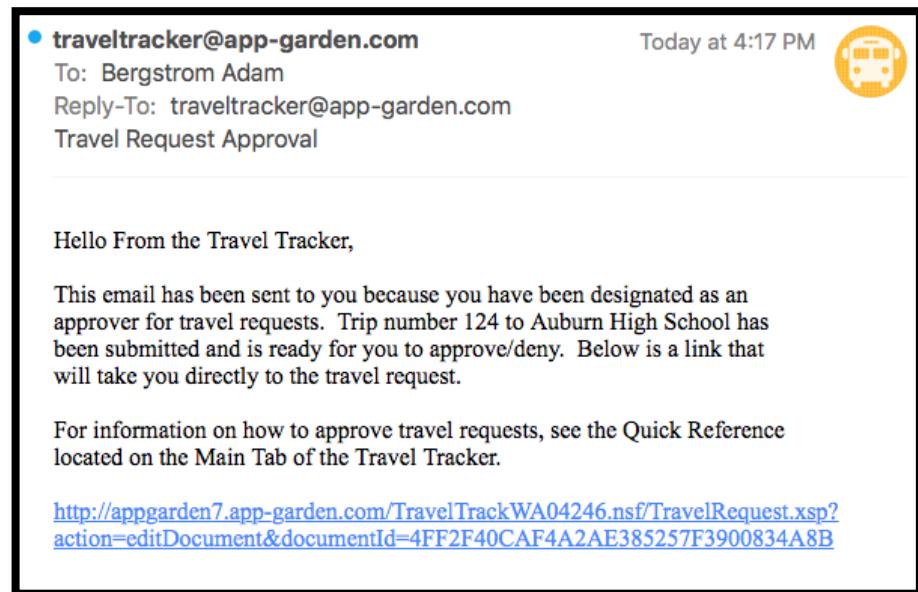 traveltracker@app-garden.com Today at 4:17 PM
To: Bergstrom Adam
Reply-To: traveltracker@app-garden.com
Travel Request Approval
Hello From the Travel Tracker,
This email has been sent to you because you have been designated as an
approver for travel requests.  Trip number 124 to Auburn High School has
been submitted and is ready for you to approve/deny.  Below is a link that
will take you directly to the travel request.
For information on how to approve travel requests, see the Quick Reference
located on the Main Tab of the Travel Tracker.
http://appgarden7.app-garden.com/TravelTrackWA04246.nsf/TravelRequest.xsp?
action=editDocument&documentId=4FF2F40CAF4A2AE385257F3900834A8B